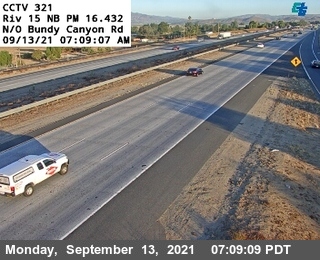 CCTV 321
Riv 15 NB PM 16.432
N/O Bundy Canyon Rd
09/13/21 07:09:07 AM
Monday, September 13, 2021 07:09:09 PDT